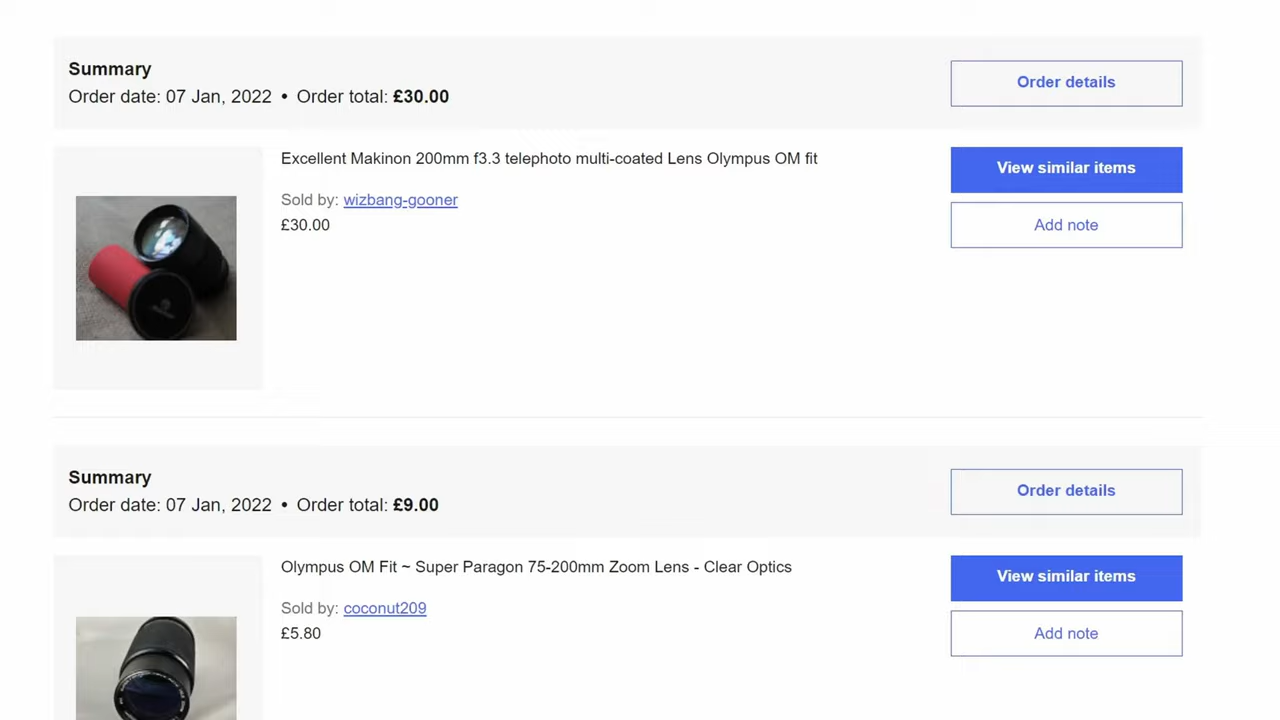 Summary
Order date: 07 Jan, 2022 • Order total: £30.00
Order details
Excellent Makinon 200mm f3.3 telephoto multi-coated Lens Olympus OM fit
View similar items
Sold by: wizbang-gooner
£30.00
Add note
Summary
Order date: 07 Jan, 2022 • Order total: £9.00
Order details
Olympus OM Fit ~ Super Paragon 75-200mm Zoom Lens - Clear Optics
View similar items
Sold by: coconut209
£5.80
Add note